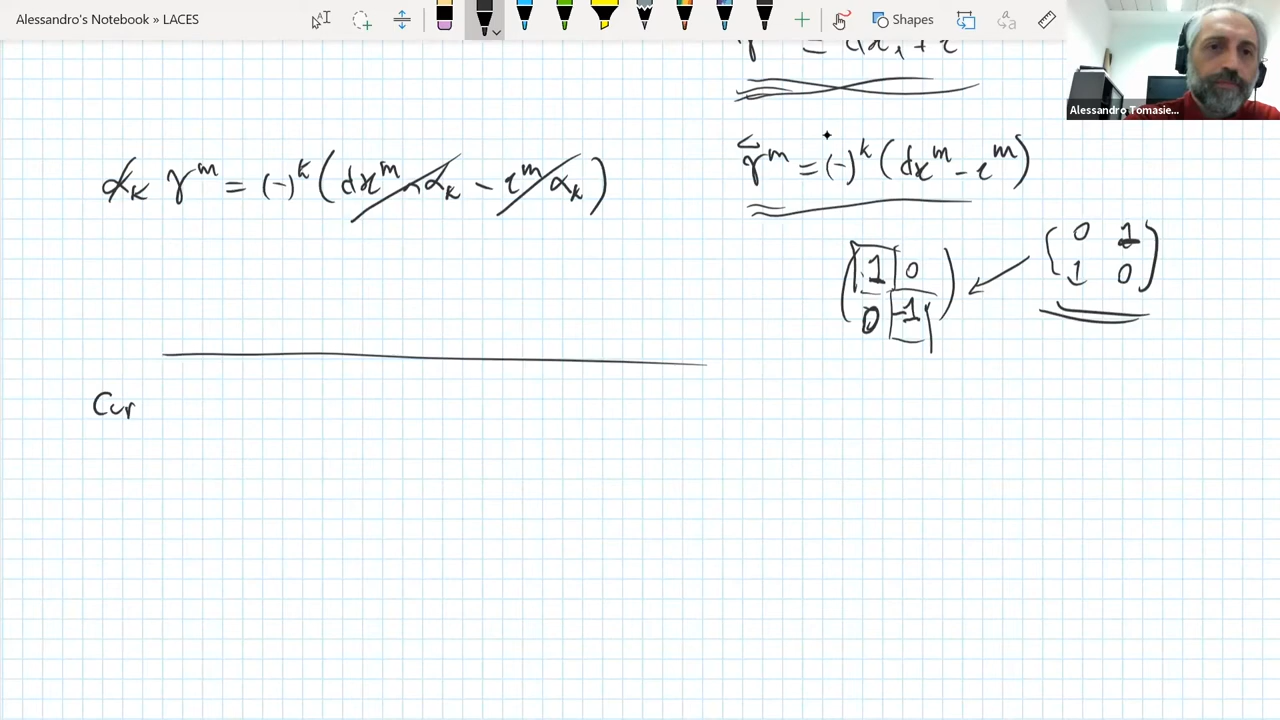 Alessandro's Notebook » LACES
Shapes
Alessandro Tomasie...
α̸_k γ^m = (-)^k (dx^m ∧ α_k - ι^m α_k)
γ⃖^m = (-)^k (dx^m - ι^m)
0 1
1 0
1 0
0 -1
Cur